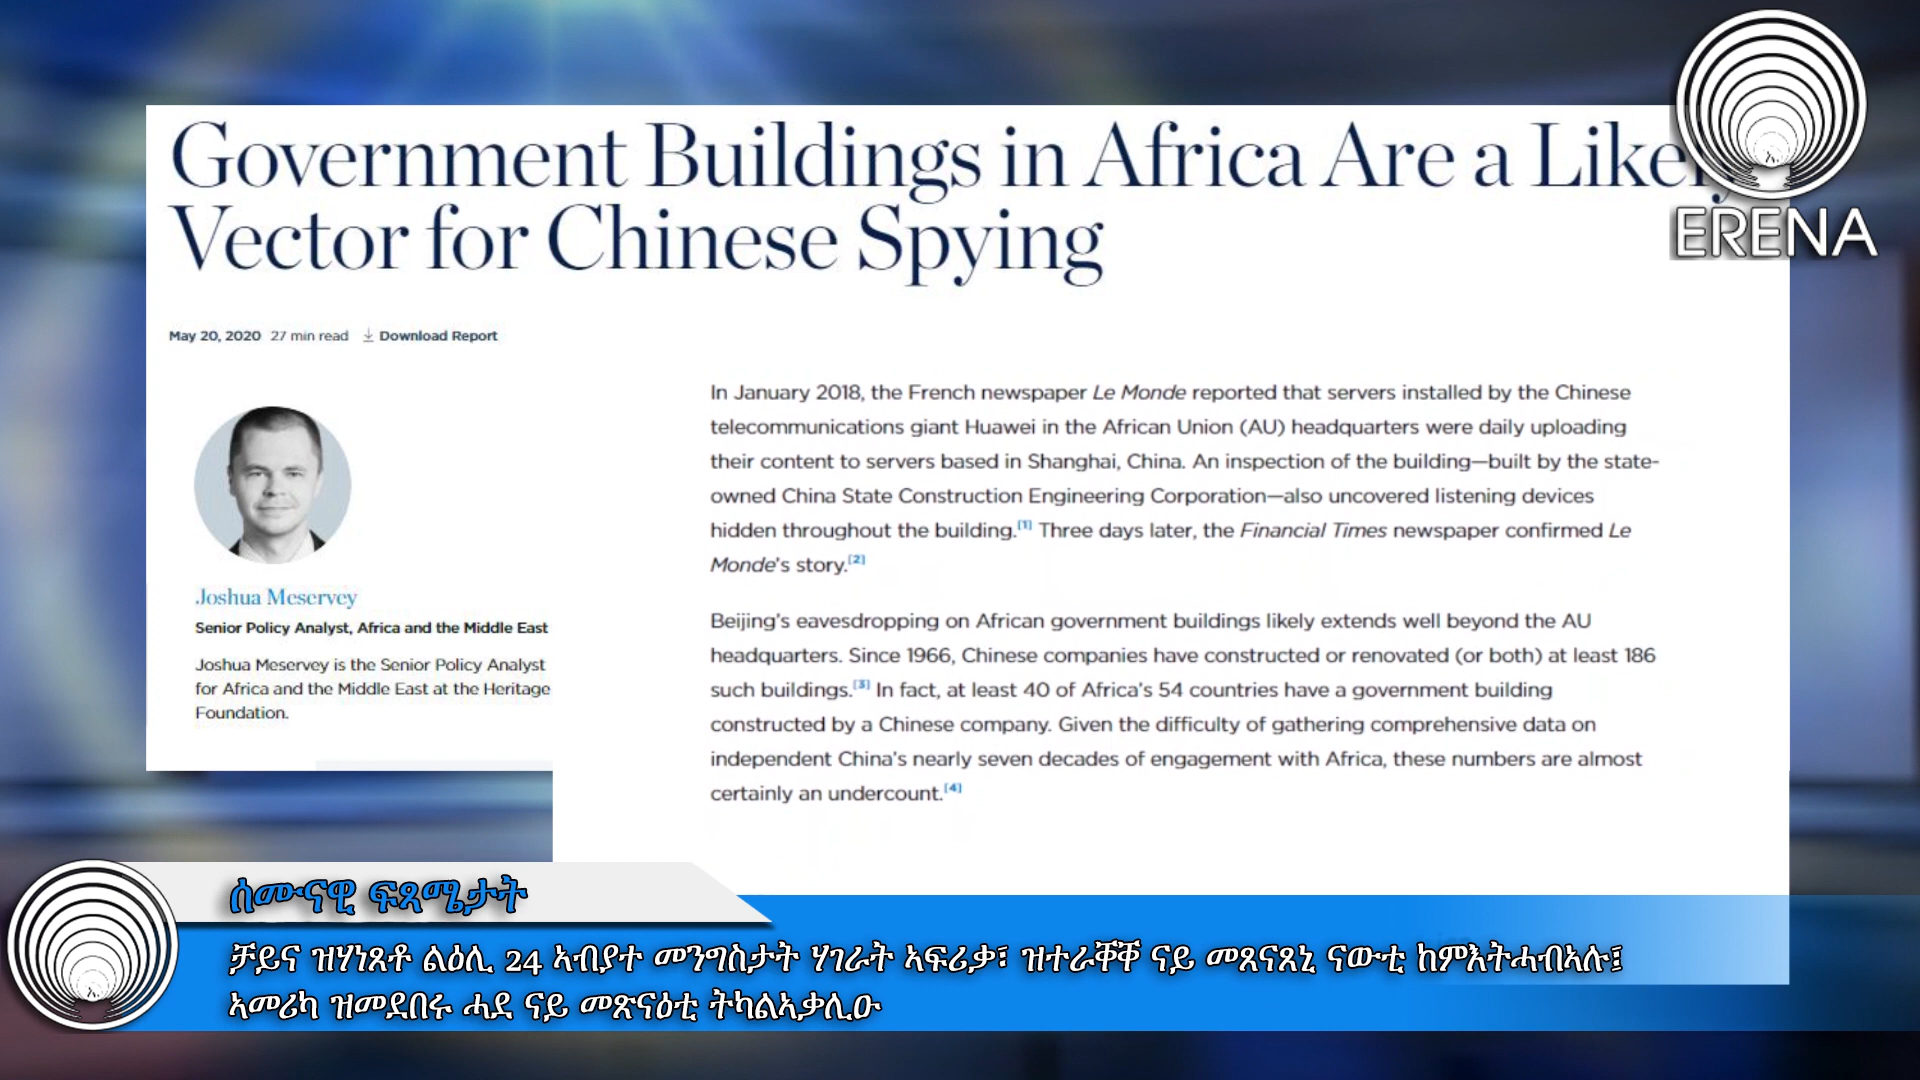 Government Buildings in Africa Are a Likely
Vector for Chinese Spying
ERENA
May 20, 2020 27 min read Download Report
Joshua Meservey
Senior Policy Analyst, Africa and the Middle East
Joshua Meservey is the Senior Policy Analyst
for Africa and the Middle East at the Heritage
Foundation.
In January 2018, the French newspaper Le Monde reported that servers installed by the Chinese
telecommunications giant Huawei in the African Union (AU) headquarters were daily uploading
their content to servers based in Shanghai, China. An inspection of the building—built by the state-
owned China State Construction Engineering Corporation—also uncovered listening devices
hidden throughout the building.[1] Three days later, the Financial Times newspaper confirmed Le
Monde's story.[2]
Beijing's eavesdropping on African government buildings likely extends well beyond the AU
headquarters. Since 1966, Chinese companies have constructed or renovated (or both) at least 186
such buildings.[3] In fact, at least 40 of Africa's 54 countries have a government building
constructed by a Chinese company. Given the difficulty of gathering comprehensive data on
independent China's nearly seven decades of engagement with Africa, these numbers are almost
certainly an undercount.[4]
ሰሙናዊ ፍጻሜታት
ቻይና ዝሃነጸቶ ልዕሊ 24 ኣብያተ መንግስታት ሃገራት ኣፍሪቃ፣ ዝተራቐቐ ናይ መጸናጸኒ ናውቲ ከምእትሓብኣሉ፤
ኣመሪካ ዝመደበሩ ሓደ ናይ መጽናዕቲ ትካልኣቃሊዑ